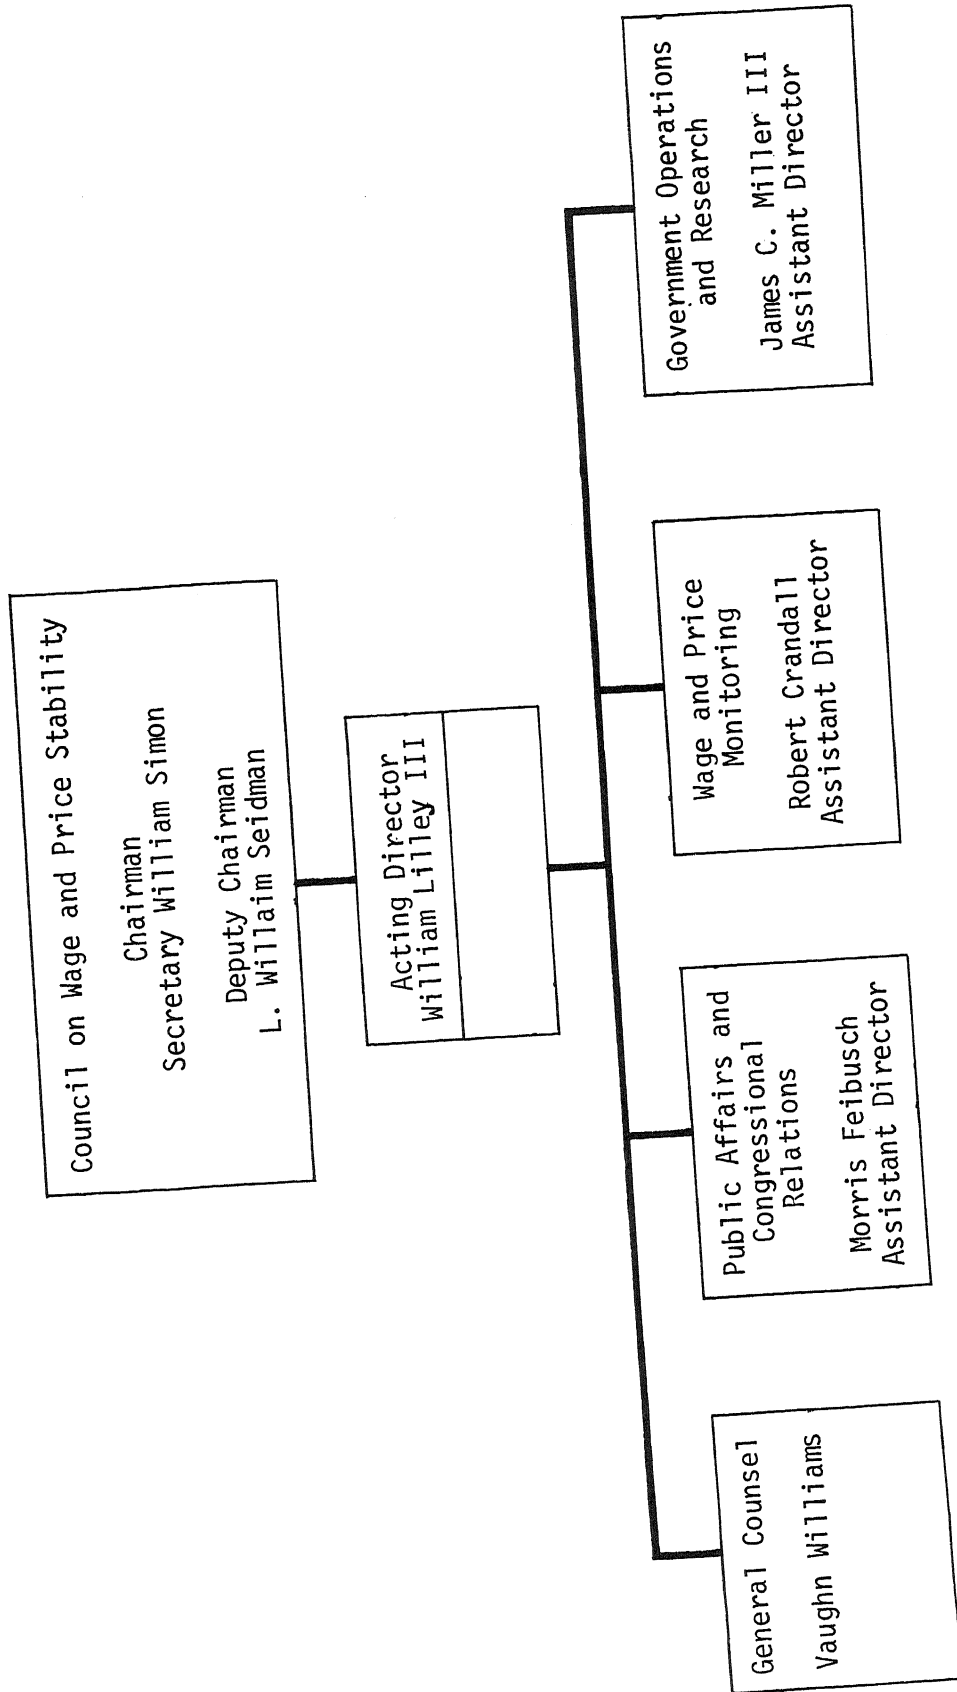 Council on Wage and Price Stability
Chairman
Secretary William Simon
Deputy Chairman
L. Willaim Seidman
Acting Director
William Lilley III
General Counsel
Vaughn Williams
Public Affairs and
Congressional
Relations
Morris Feibusch
Assistant Director
Wage and Price
Monitoring
Robert Crandall
Assistant Director
Government Operations
and Research
James C. Miller III
Assistant Director